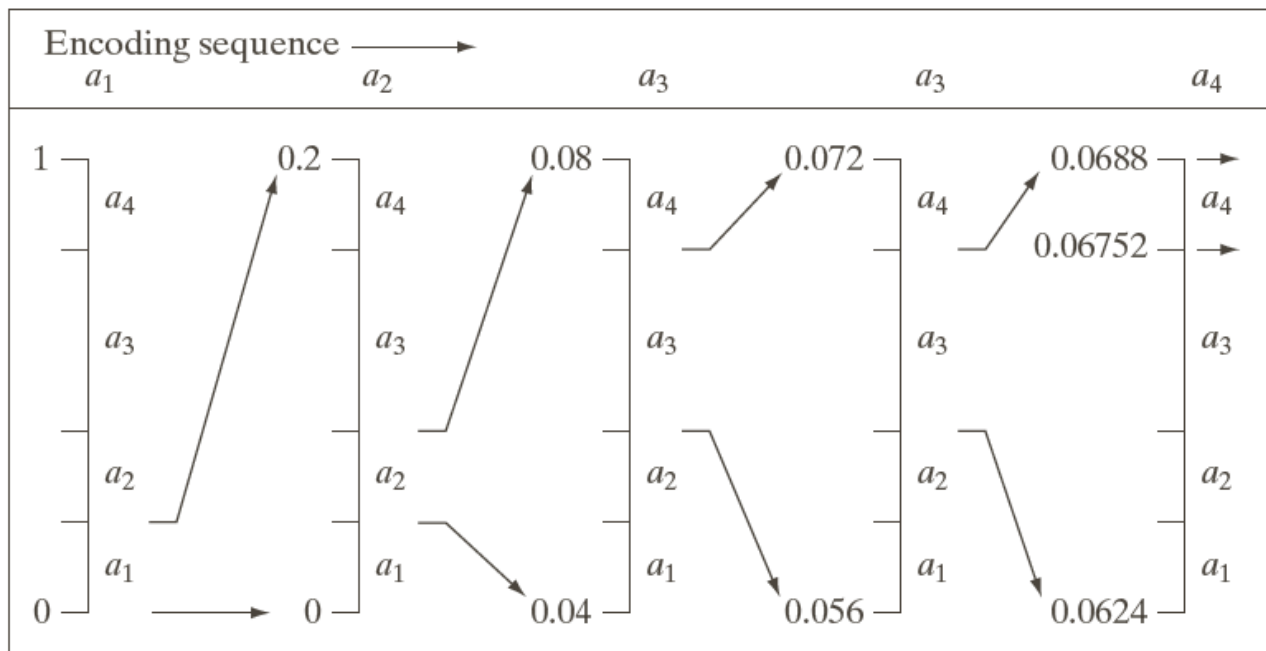 Encoding sequence
a₁ a₂ a₃ a₃ a₄
1 0.2 0.08 0.072 0.0688
a₄ a₄ a₄ a₄ a₄
0.06752
a₃ a₃ a₃ a₃ a₃
a₂ a₂ a₂ a₂ a₂
a₁ a₁ a₁ a₁ a₁
0 0 0.04 0.056 0.0624